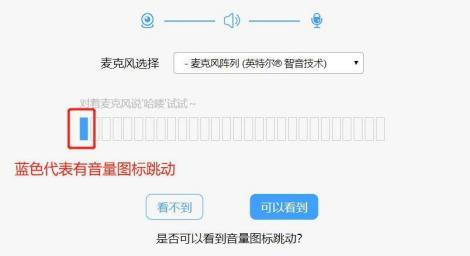 麦克风选择
- 麦克风阵列 (英特尔® 智音技术)
对着麦克风说'哈喽'试试~
蓝色代表有音量图标跳动
看不到
可以看到
是否可以看到音量图标跳动？